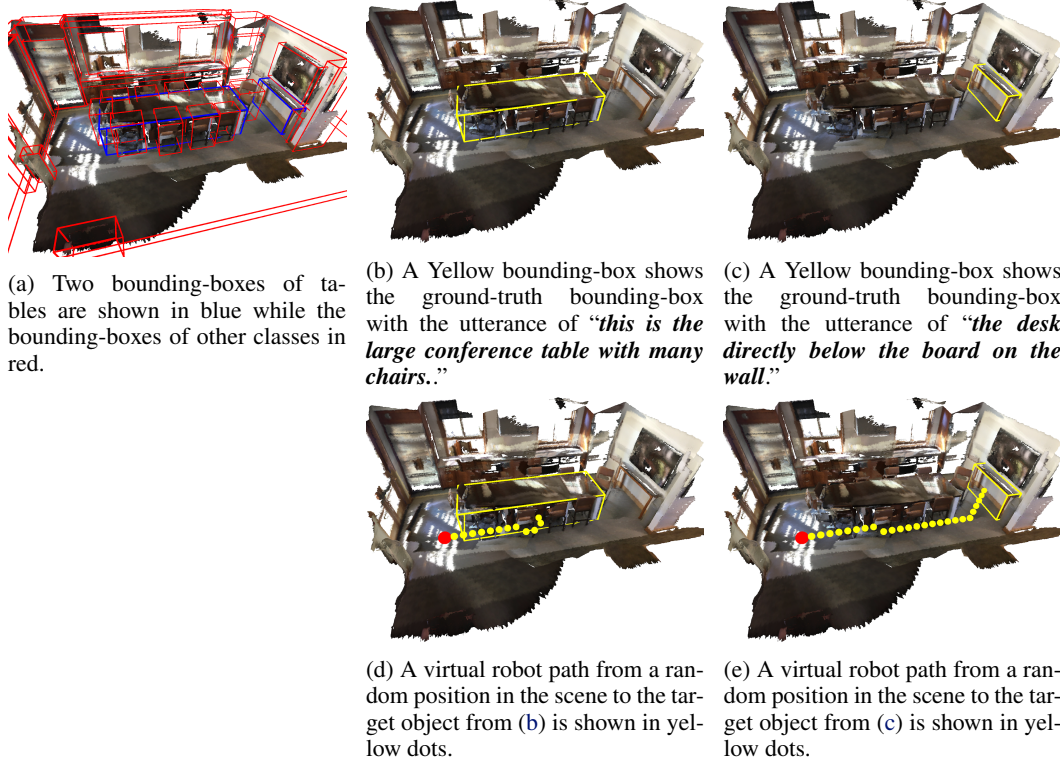 (a) Two bounding-boxes of ta-
bles are shown in blue while the
bounding-boxes of other classes in
red.
(b) A Yellow bounding-box shows
the ground-truth bounding-box
with the utterance of “this is the
large conference table with many
chairs..”
(c) A Yellow bounding-box shows
the ground-truth bounding-box
with the utterance of “the desk
directly below the board on the
wall.”
(d) A virtual robot path from a ran-
dom position in the scene to the tar-
get object from (b) is shown in yel-
low dots.
(e) A virtual robot path from a ran-
dom position in the scene to the tar-
get object from (c) is shown in yel-
low dots.